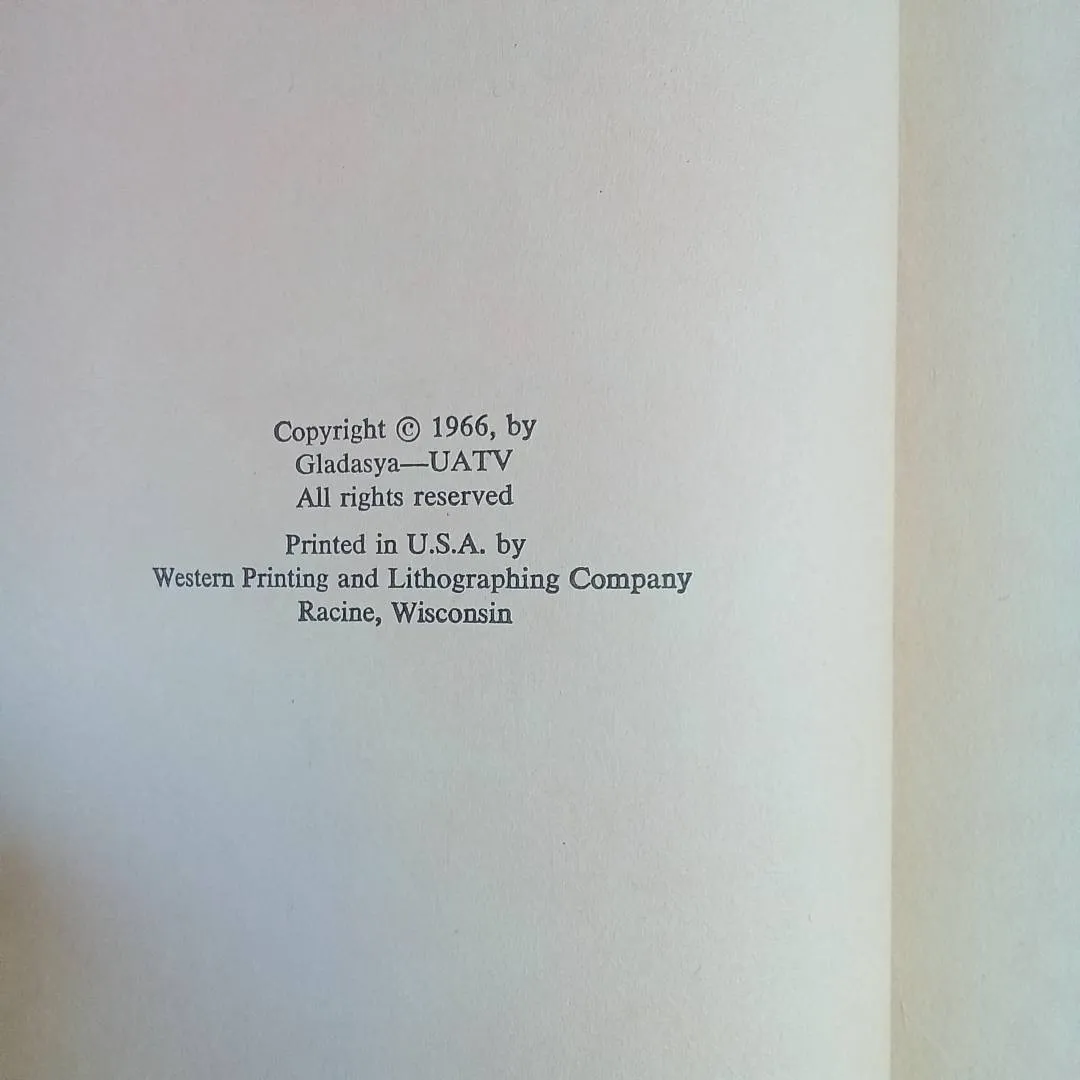 Copyright © 1966, by
Gladasya—UATV
All rights reserved
Printed in U.S.A. by
Western Printing and Lithographing Company
Racine, Wisconsin